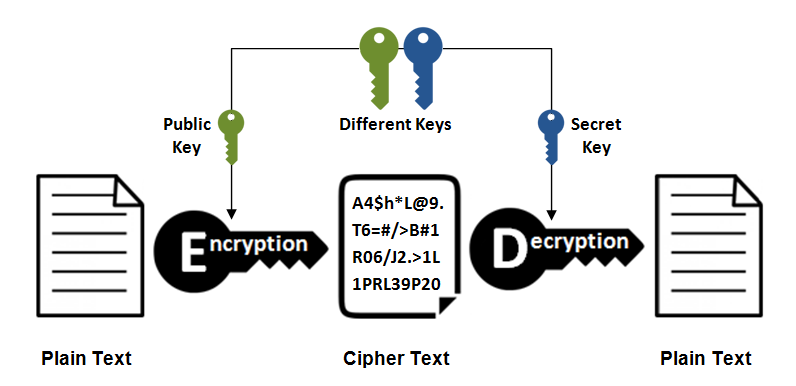 Different Keys
Public
Key
Secret
Key
Encryption
A4$h*L@9.
T6=#/>B#1
R06/J2.>1L
1PRL39P20
Decryption
Plain Text
Cipher Text
Plain Text